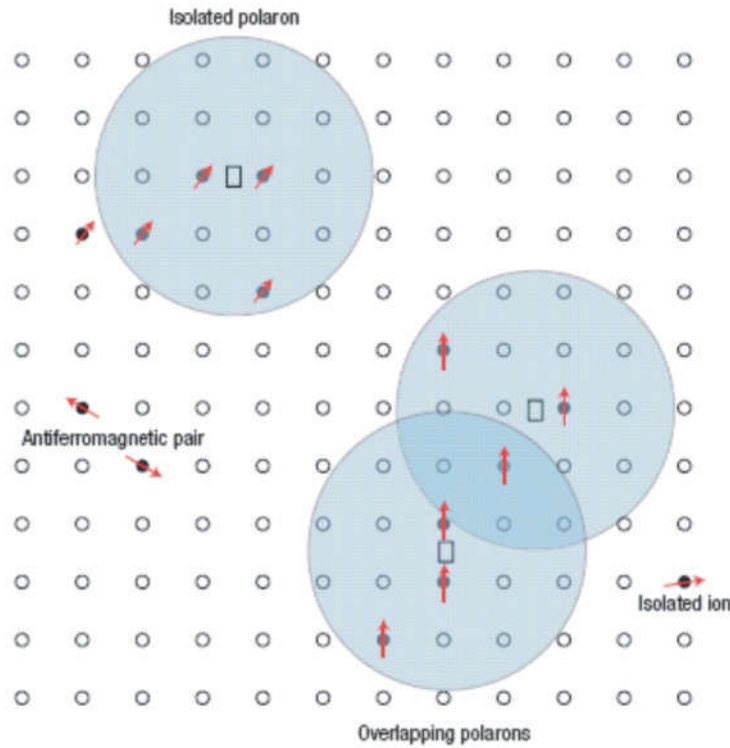 Isolated polaron
Antiferromagnetic pair
Isolated ion
Overlapping polarons